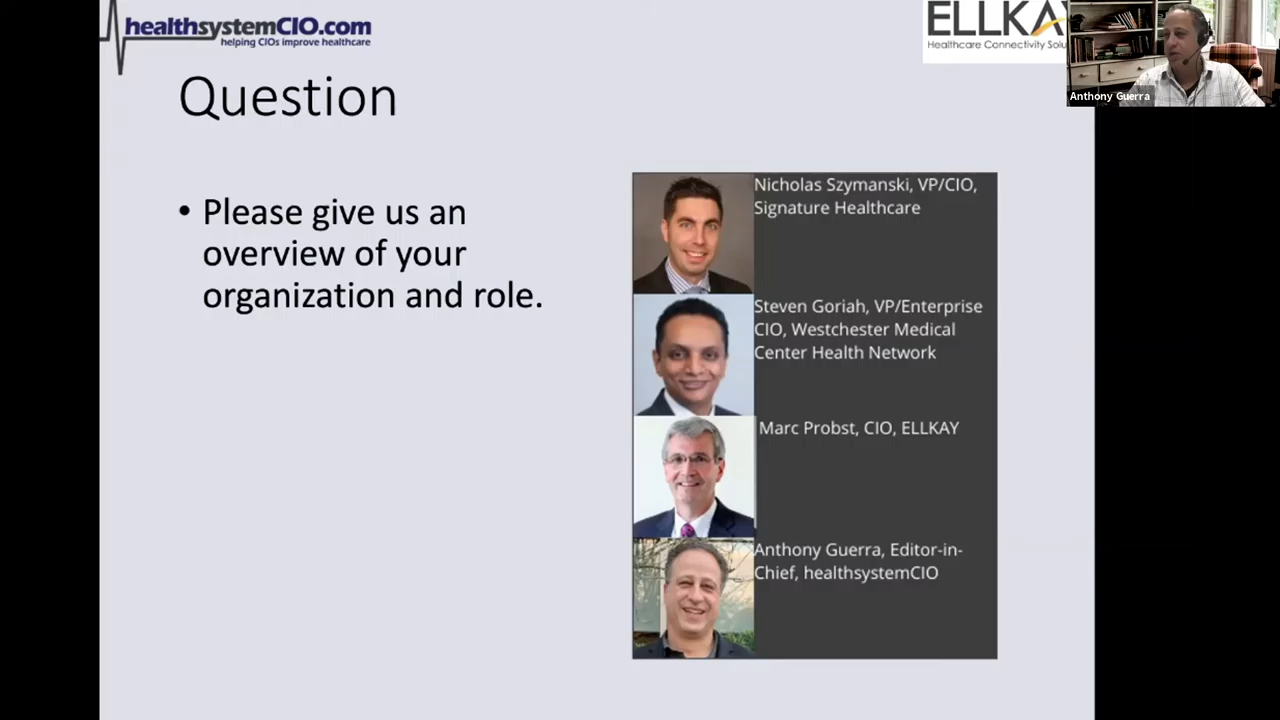 healthsystemCIO.com
helping CIOs improve healthcare
ELLKAY
Healthcare Connectivity Solu
Anthony Guerra
Question
• Please give us an
overview of your
organization and role.
Nicholas Szymanski, VP/CIO,
Signature Healthcare
Steven Goriah, VP/Enterprise
CIO, Westchester Medical
Center Health Network
Marc Probst, CIO, ELLKAY
Anthony Guerra, Editor-in-
Chief, healthsystemCIO